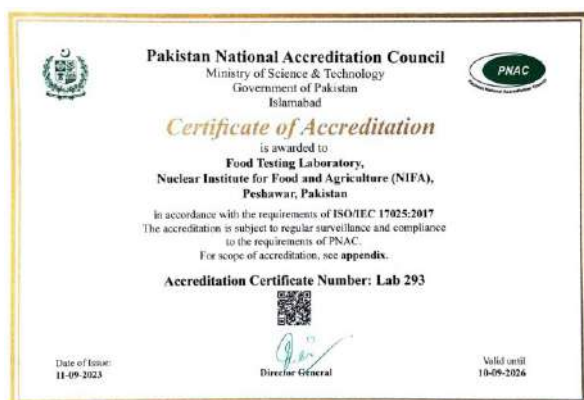 Pakistan National Accreditation Council
Ministry of Science & Technology
Government of Pakistan
Islamabad
PNAC
Pakistan National Accreditation Council
Certificate of Accreditation
is awarded to
Food Testing Laboratory,
Nuclear Institute for Food and Agriculture (NIFA),
Peshawar, Pakistan
in accordance with the requirements of ISO/IEC 17025:2017
The accreditation is subject to regular surveillance and compliance
to the requirements of PNAC.
For scope of accreditation, see appendix.
Accreditation Certificate Number: Lab 293
Director General
Date of Issue:
11-09-2023
Valid until
10-09-2026